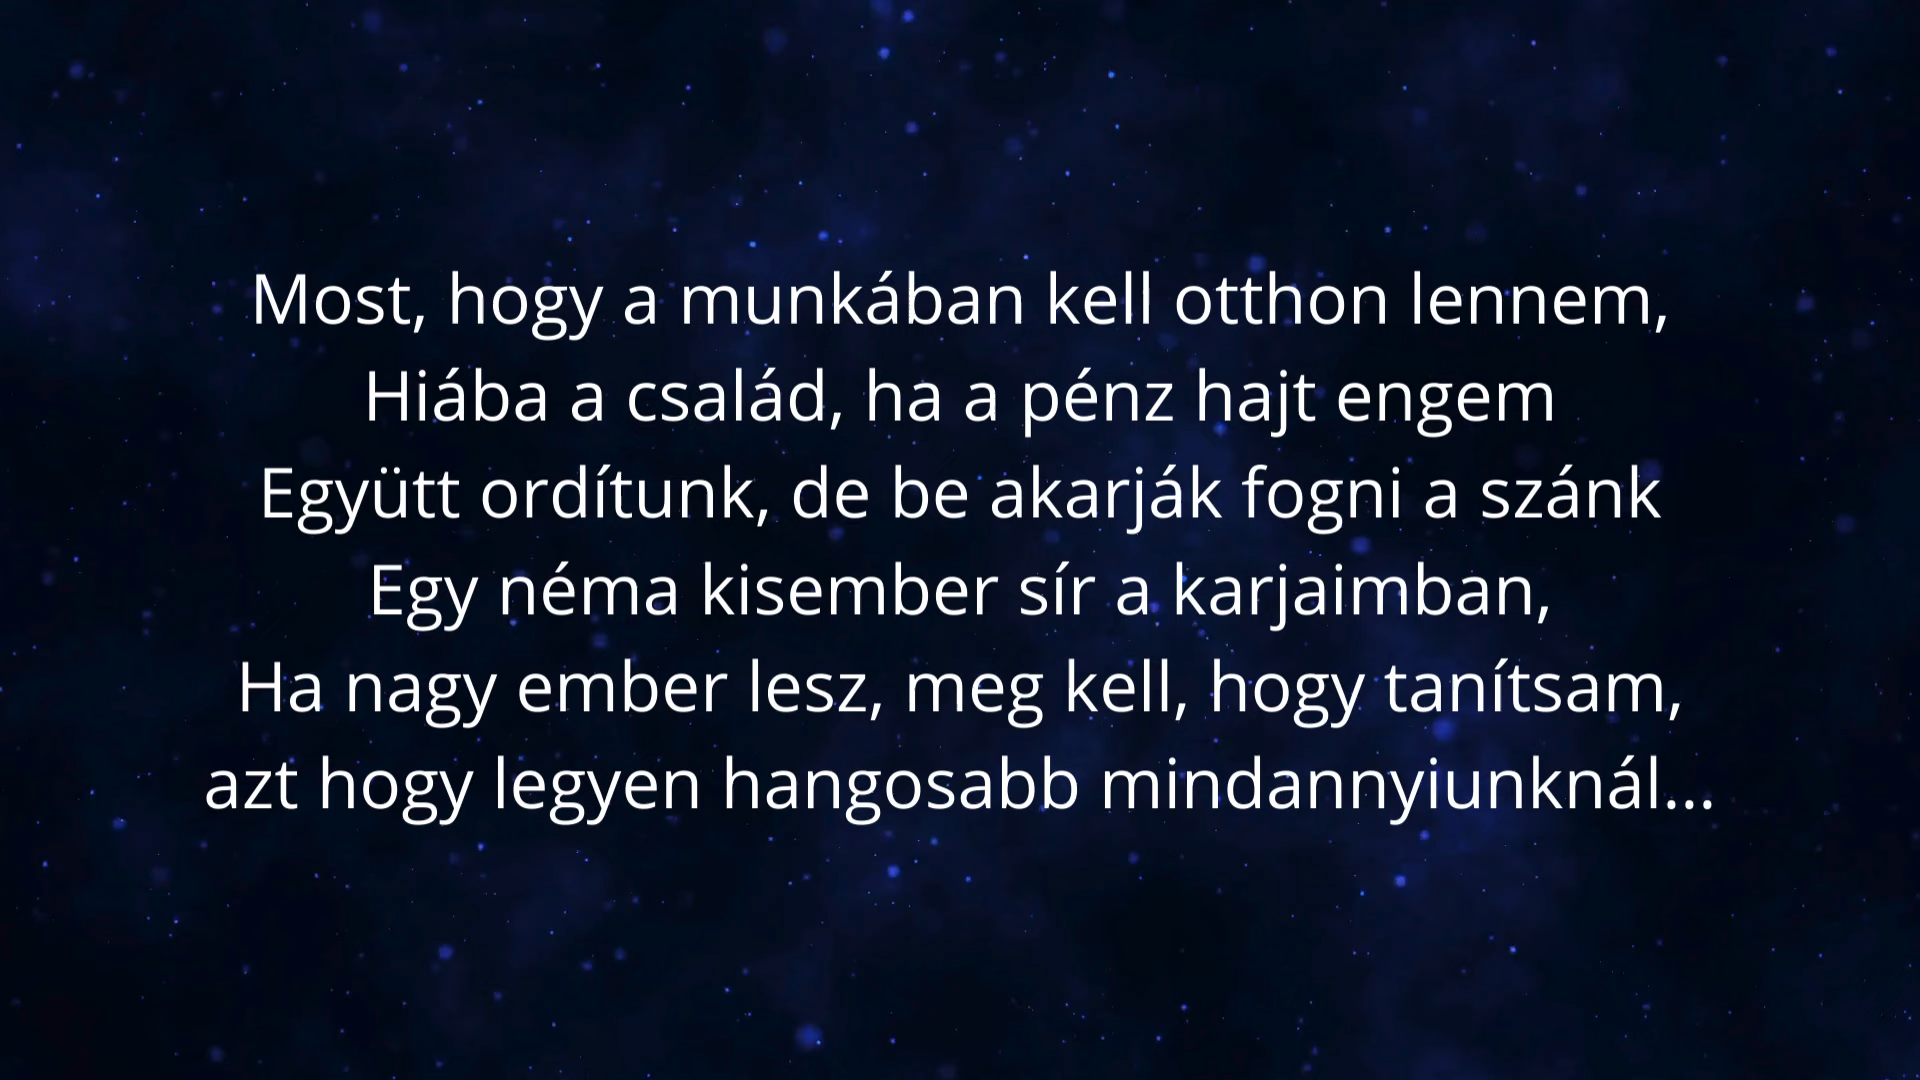 Most, hogy a munkában kell otthon lennem,
Hiába a család, ha a pénz hajt engem
Együtt ordítunk, de be akarják fogni a szánk
Egy néma kisember sír a karjaimban,
Ha nagy ember lesz, meg kell, hogy tanítsam,
azt hogy legyen hangosabb mindannyiunknál...